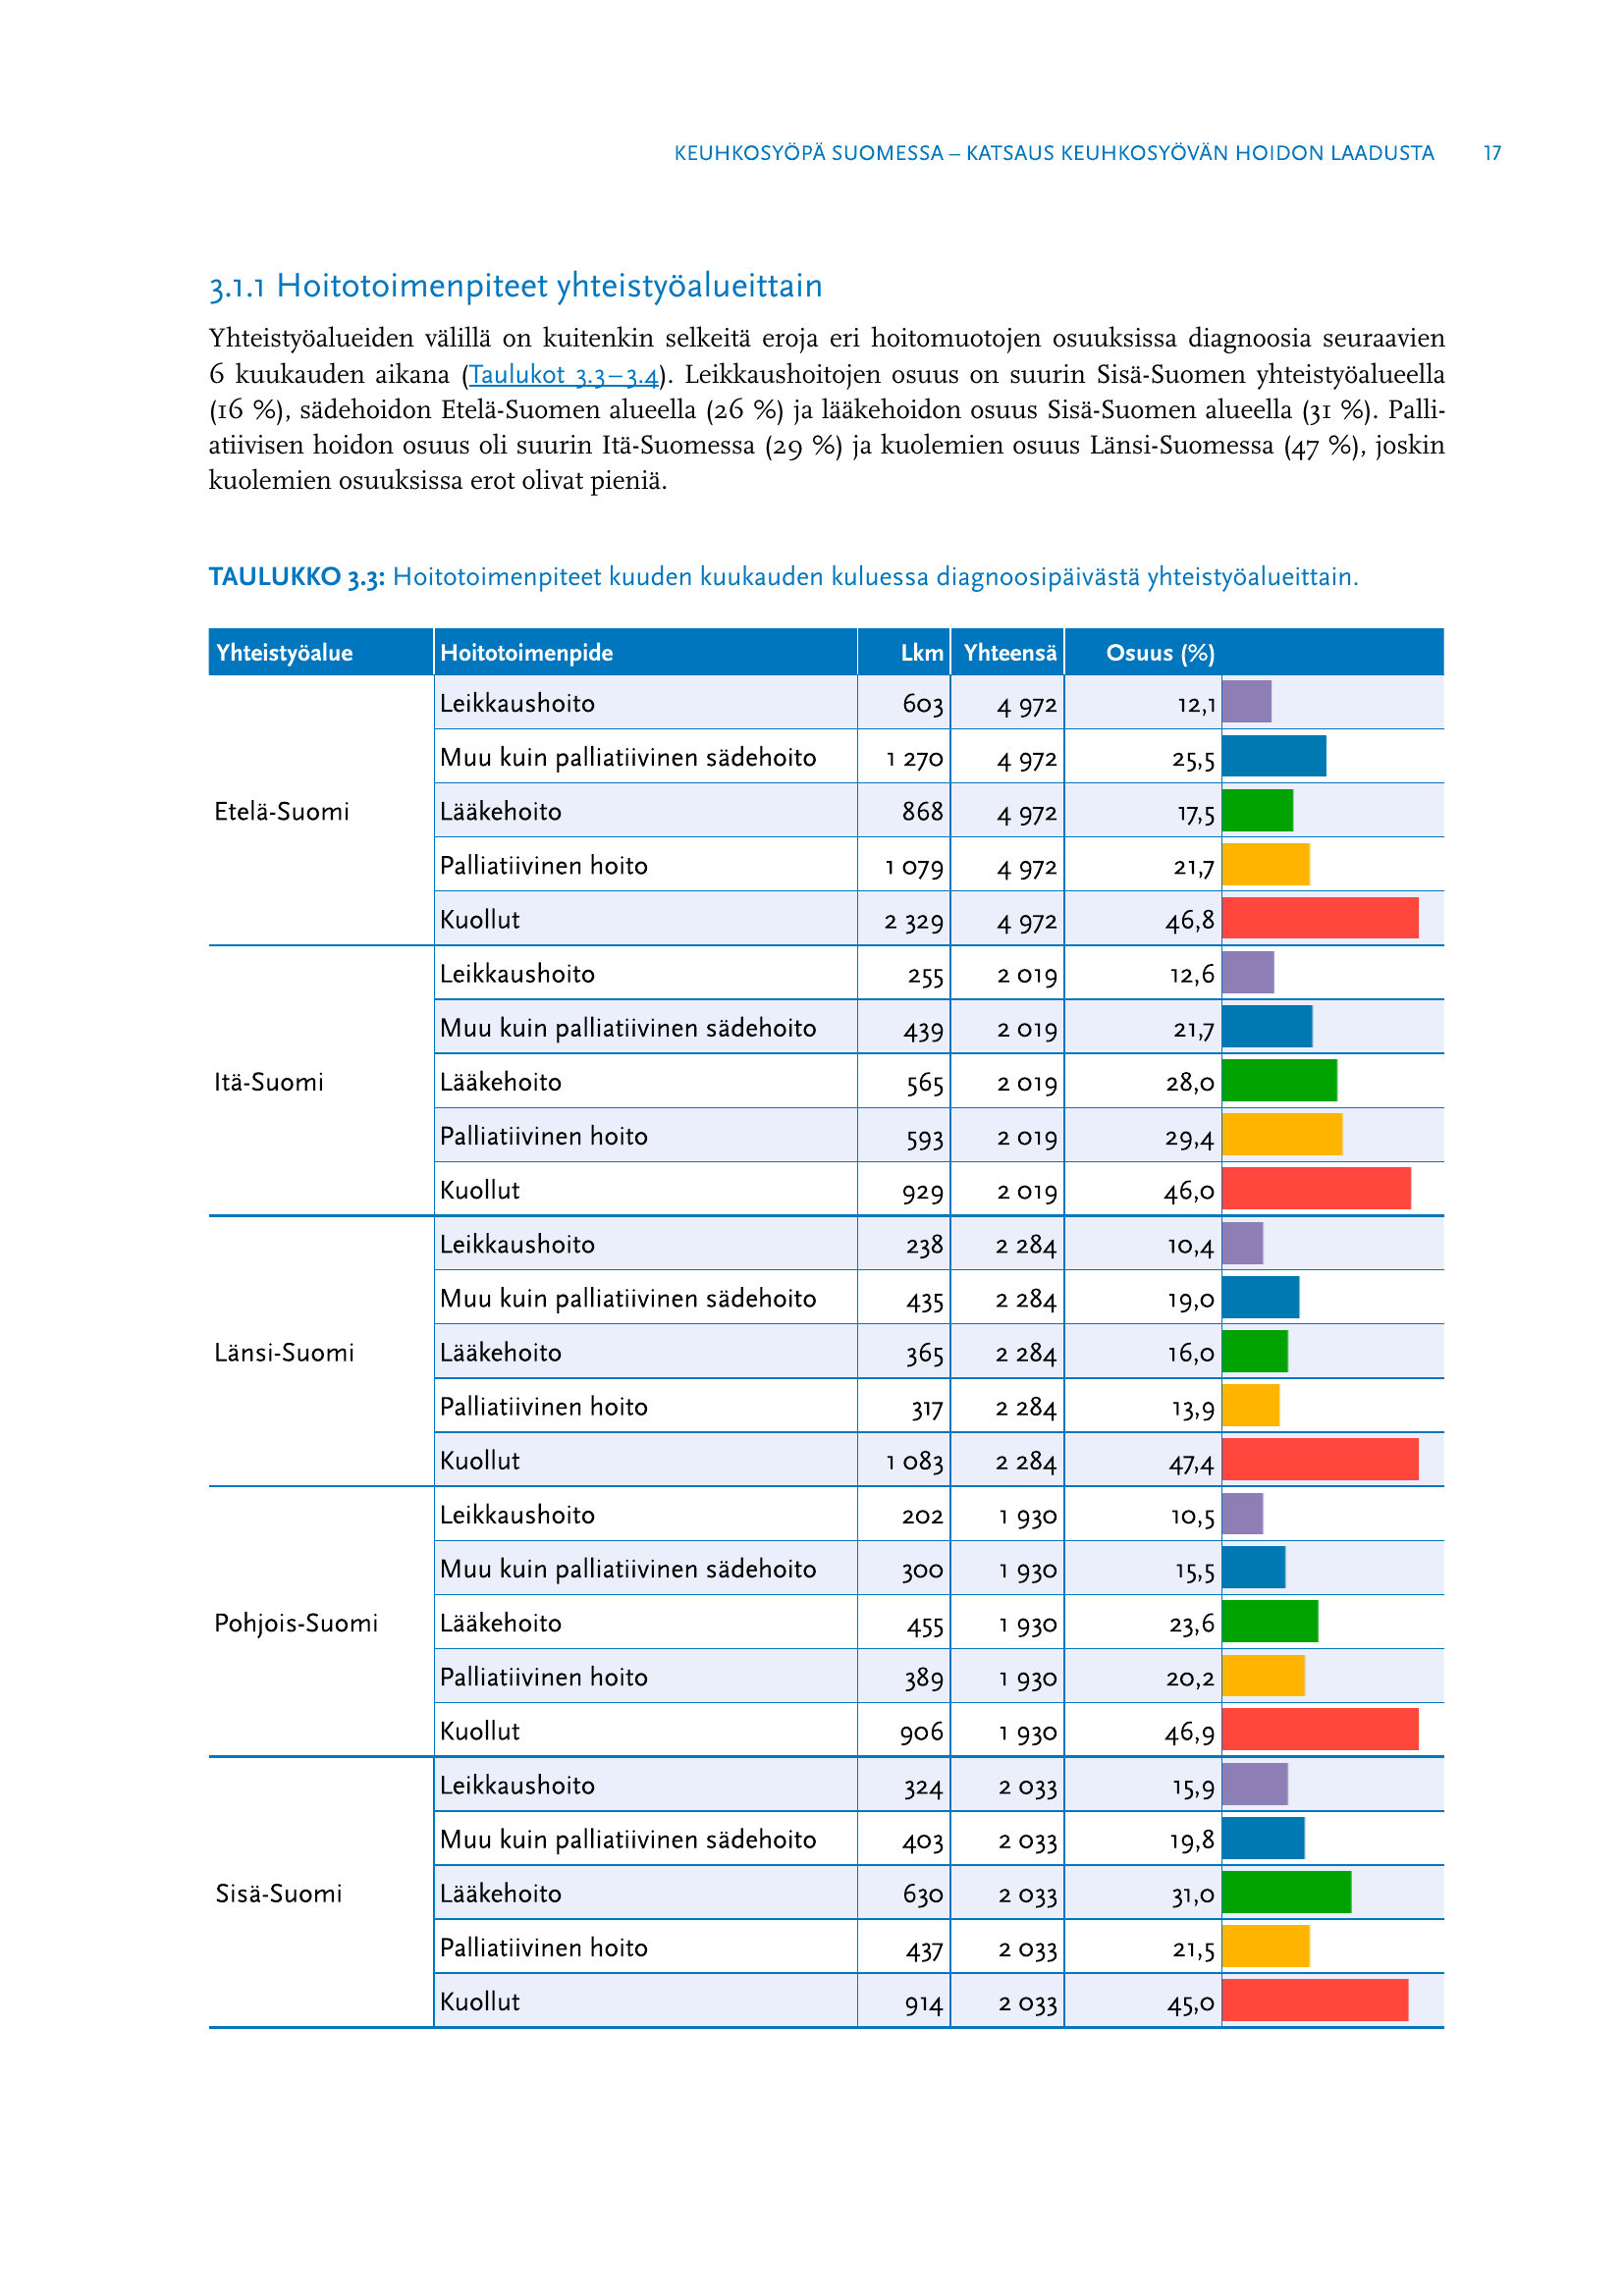 KEUHKOSYÖPÄ SUOMESSA – KATSAUS KEUHKOSYÖVÄN HOIDON LAADUSTA 17
3.1.1 Hoitotoimenpiteet yhteistyöalueittain
Yhteistyöalueiden välillä on kuitenkin selkeitä eroja eri hoitomuotojen osuuksissa diagnoosia seuraavien
6 kuukauden aikana (Taulukot 3.3–3.4). Leikkaushoitojen osuus on suurin Sisä-Suomen yhteistyöalueella
(16 %), sädehoidon Etelä-Suomen alueella (26 %) ja lääkehoidon osuus Sisä-Suomen alueella (31 %). Palli-
atiivisen hoidon osuus oli suurin Itä-Suomessa (29 %) ja kuolemien osuus Länsi-Suomessa (47 %), joskin
kuolemien osuuksissa erot olivat pieniä.
TAULUKKO 3.3: Hoitotoimenpiteet kuuden kuukauden kuluessa diagnoosipäivästä yhteistyöalueittain.
Yhteistyöalue Hoitotoimenpide Lkm Yhteensä Osuus (%)
Leikkaushoito 603 4 972 12,1
Muu kuin palliatiivinen sädehoito 1 270 4 972 25,5
Etelä-Suomi Lääkehoito 868 4 972 17,5
Palliatiivinen hoito 1 079 4 972 21,7
Kuollut 2 329 4 972 46,8
Leikkaushoito 255 2 019 12,6
Muu kuin palliatiivinen sädehoito 439 2 019 21,7
Itä-Suomi Lääkehoito 565 2 019 28,0
Palliatiivinen hoito 593 2 019 29,4
Kuollut 929 2 019 46,0
Leikkaushoito 238 2 284 10,4
Muu kuin palliatiivinen sädehoito 435 2 284 19,0
Länsi-Suomi Lääkehoito 365 2 284 16,0
Palliatiivinen hoito 317 2 284 13,9
Kuollut 1 083 2 284 47,4
Leikkaushoito 202 1 930 10,5
Muu kuin palliatiivinen sädehoito 300 1 930 15,5
Pohjois-Suomi Lääkehoito 455 1 930 23,6
Palliatiivinen hoito 389 1 930 20,2
Kuollut 906 1 930 46,9
Leikkaushoito 324 2 033 15,9
Muu kuin palliatiivinen sädehoito 403 2 033 19,8
Sisä-Suomi Lääkehoito 630 2 033 31,0
Palliatiivinen hoito 437 2 033 21,5
Kuollut 914 2 033 45,0